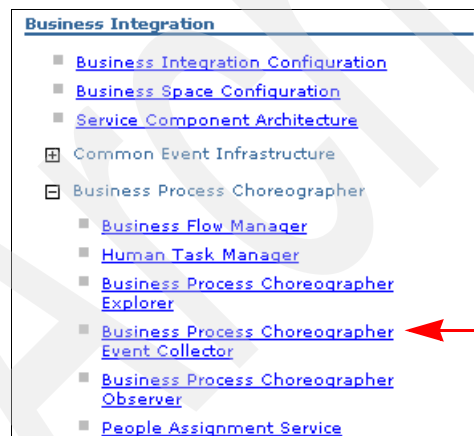 Business Integration
Business Integration Configuration
Business Space Configuration
Service Component Architecture
Common Event Infrastructure
Business Process Choreographer
Business Flow Manager
Human Task Manager
Business Process Choreographer
Explorer
Business Process Choreographer
Event Collector
Business Process Choreographer
Observer
People Assignment Service